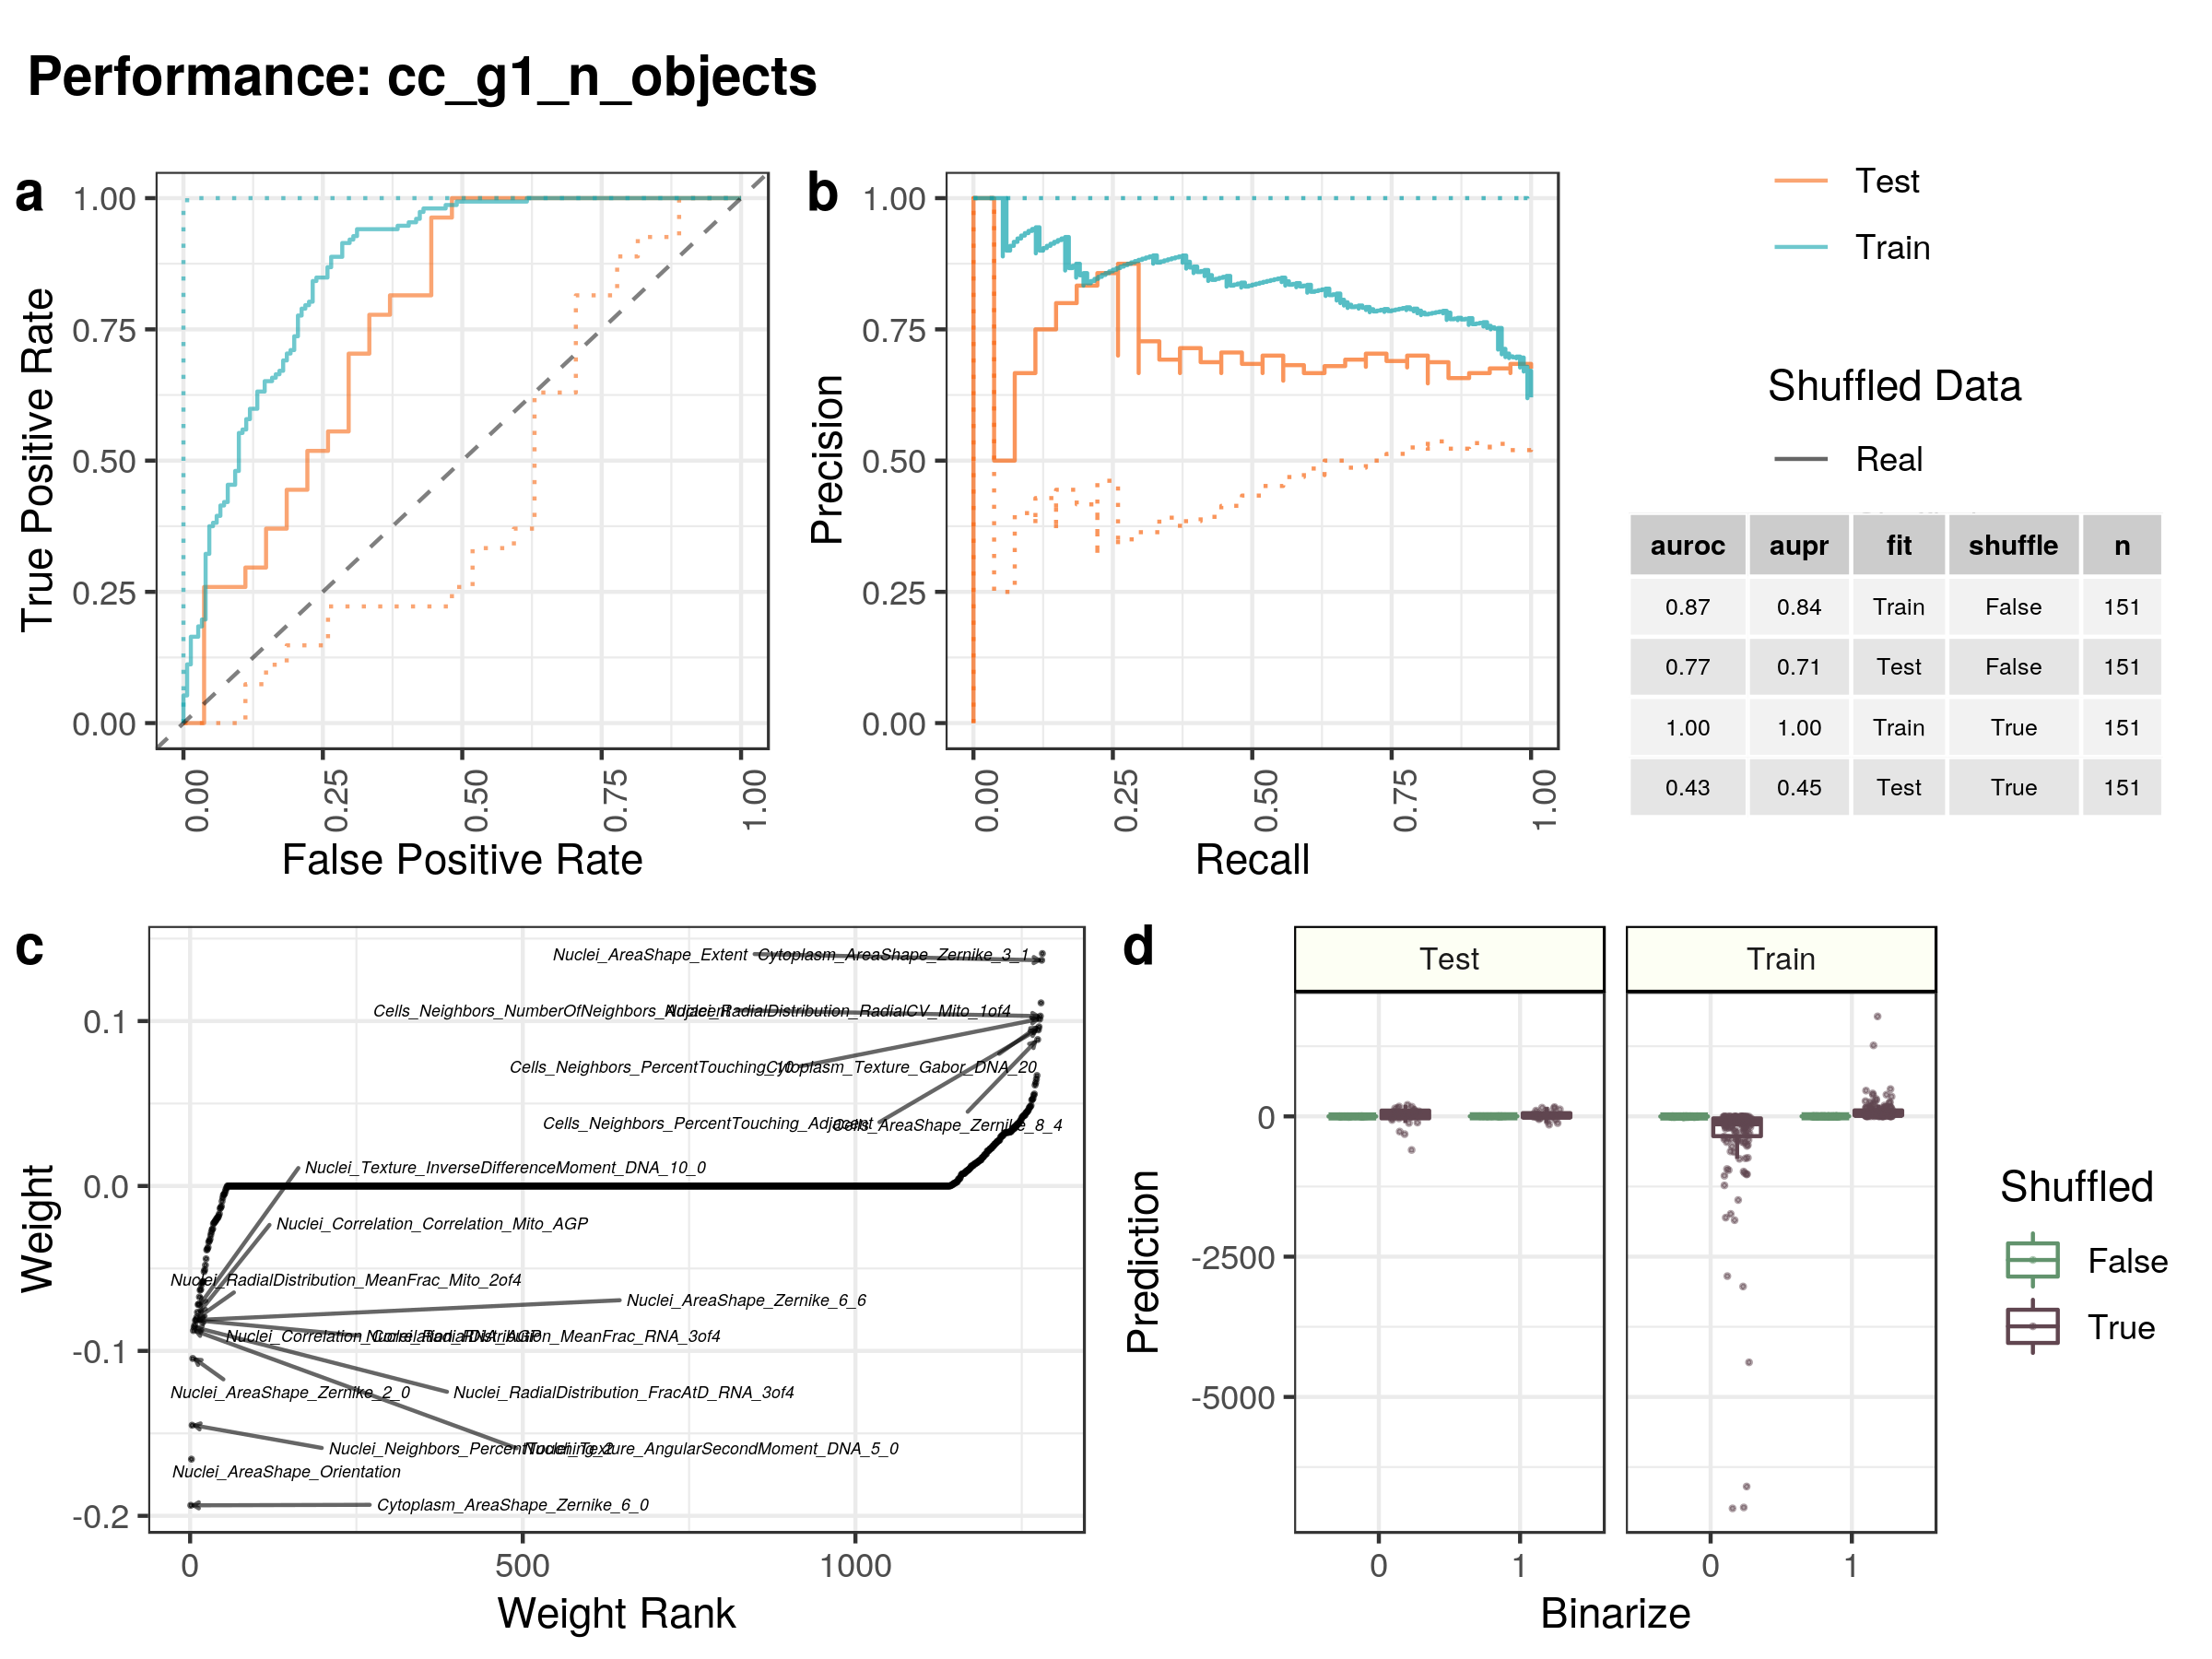 Performance: cc_g1_n_objects
a
1.00
0.75
0.50
0.25
0.00
True Positive Rate
0.00
0.25
0.50
0.75
1.00
False Positive Rate
b
1.00
0.75
0.50
0.25
0.00
Precision
0.00
0.25
0.50
0.75
1.00
Recall
Test
Train
Shuffled Data
Real
auroc aupr fit shuffle n
0.87 0.84 Train False 151
0.77 0.71 Test False 151
1.00 1.00 Train True 151
0.43 0.45 Test True 151
c
0.1
0.0
-0.1
-0.2
Weight
Nuclei_AreaShape_Extent
Cytoplasm_AreaShape_Zernike_3_1
Cells_Neighbors_NumberOfNeighbors_Adjacent
Nuclei_RadialDistribution_RadialCV_Mito_1of4
Cells_Neighbors_PercentTouching_10
Cytoplasm_Texture_Gabor_DNA_20
Cells_Neighbors_PercentTouching_Adjacent
Cells_AreaShape_Zernike_8_4
Nuclei_Texture_InverseDifferenceMoment_DNA_10_0
Nuclei_Correlation_Correlation_Mito_AGP
Nuclei_RadialDistribution_MeanFrac_Mito_2of4
Nuclei_AreaShape_Zernike_6_6
Nuclei_Correlation_Correlation_RNA_AGP
Nuclei_RadialDistribution_MeanFrac_RNA_3of4
Nuclei_AreaShape_Zernike_2_0
Nuclei_RadialDistribution_FracAtD_RNA_3of4
Nuclei_Neighbors_PercentTouching_2
Nuclei_Texture_AngularSecondMoment_DNA_5_0
Nuclei_AreaShape_Orientation
Cytoplasm_AreaShape_Zernike_6_0
0
500
1000
Weight Rank
d
Test
Train
0
-2500
-5000
Prediction
0
1
0
1
Binarize
Shuffled
False
True